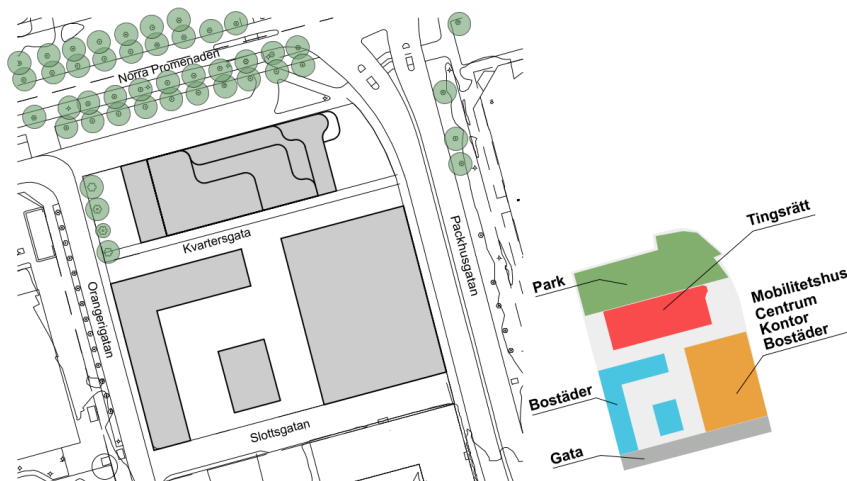 Norra Promenaden
Kvartersgata
Orangerigatan
Packhusgatan
Slottsgatan
Tingsrätt
Park
Mobilitetshus
Centrum
Kontor
Bostäder
Bostäder
Gata